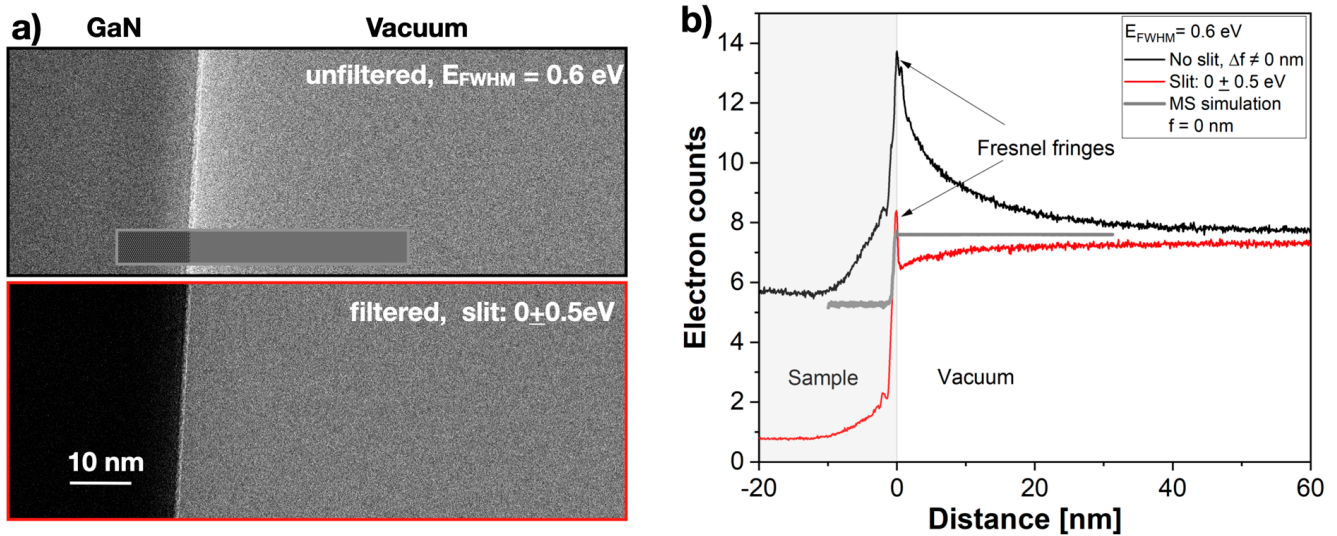 a)
GaN
Vacuum
unfiltered, EFWHM = 0.6 eV
filtered, slit: 0±0.5eV
10 nm
b)
EFWHM= 0.6 eV
No slit, Δf ≠ 0 nm
Slit: 0 ± 0.5 eV
MS simulation
f = 0 nm
Fresnel fringes
Sample
Vacuum
Electron counts
14
12
10
8
6
4
2
0
-20
0
20
40
60
Distance [nm]